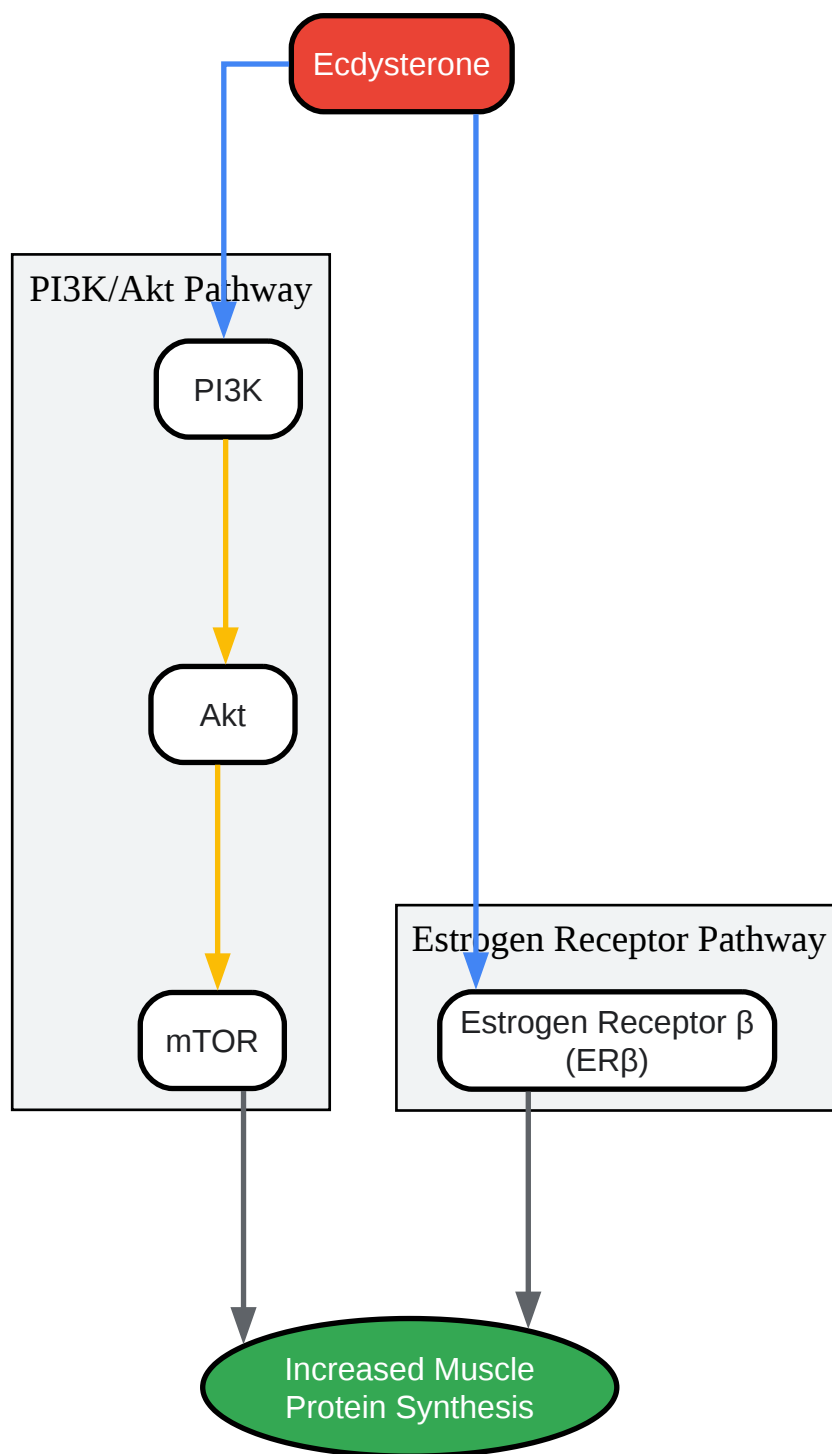 Ecdysterone
PI3K/Akt Pathway
PI3K
Akt
mTOR
Estrogen Receptor Pathway
Estrogen Receptor β
(ERβ)
Increased Muscle
Protein Synthesis